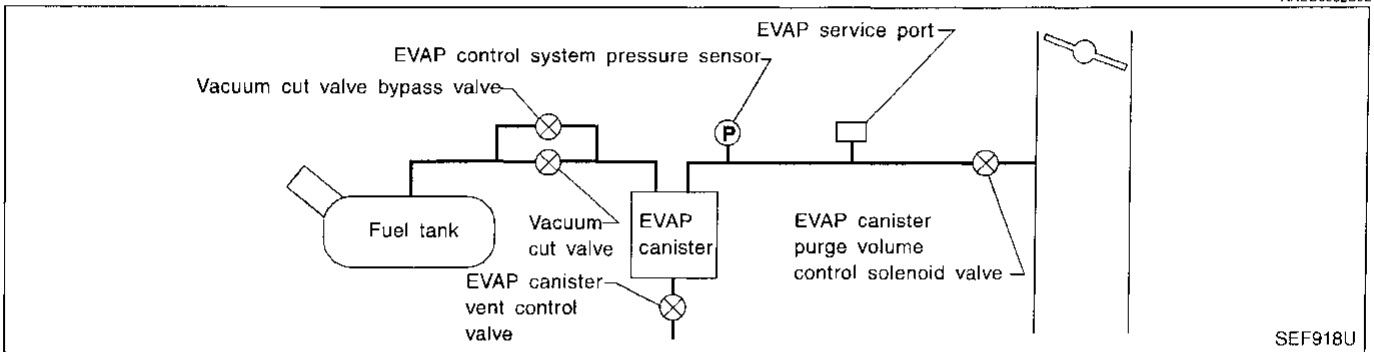 EVAP service port
EVAP control system pressure sensor
Vacuum cut valve bypass valve
P
Fuel tank
Vacuum
cut valve
EVAP
canister
EVAP canister
purge volume
control solenoid valve
EVAP canister
vent control
valve
SEF918U